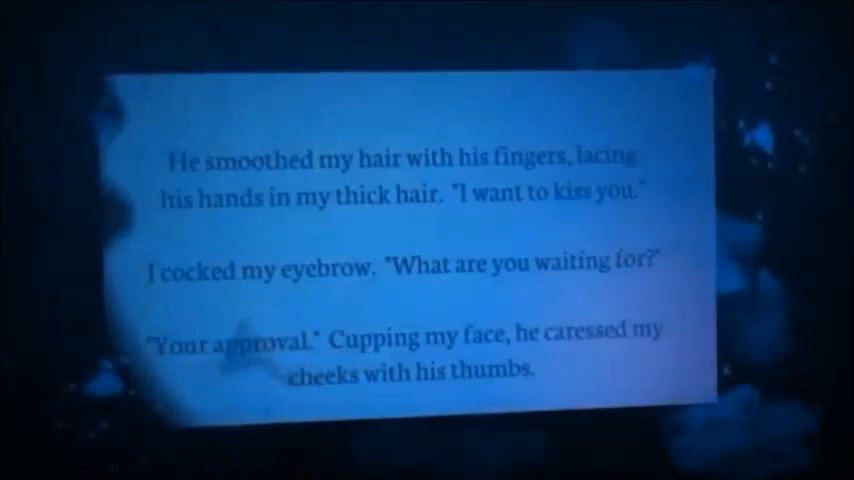 He smoothed my hair with his fingers, lacing
his hands in my thick hair. "I want to kiss you."
I cocked my eyebrow. "What are you waiting for?"
"Your approval." Cupping my face, he caressed my
cheeks with his thumbs.